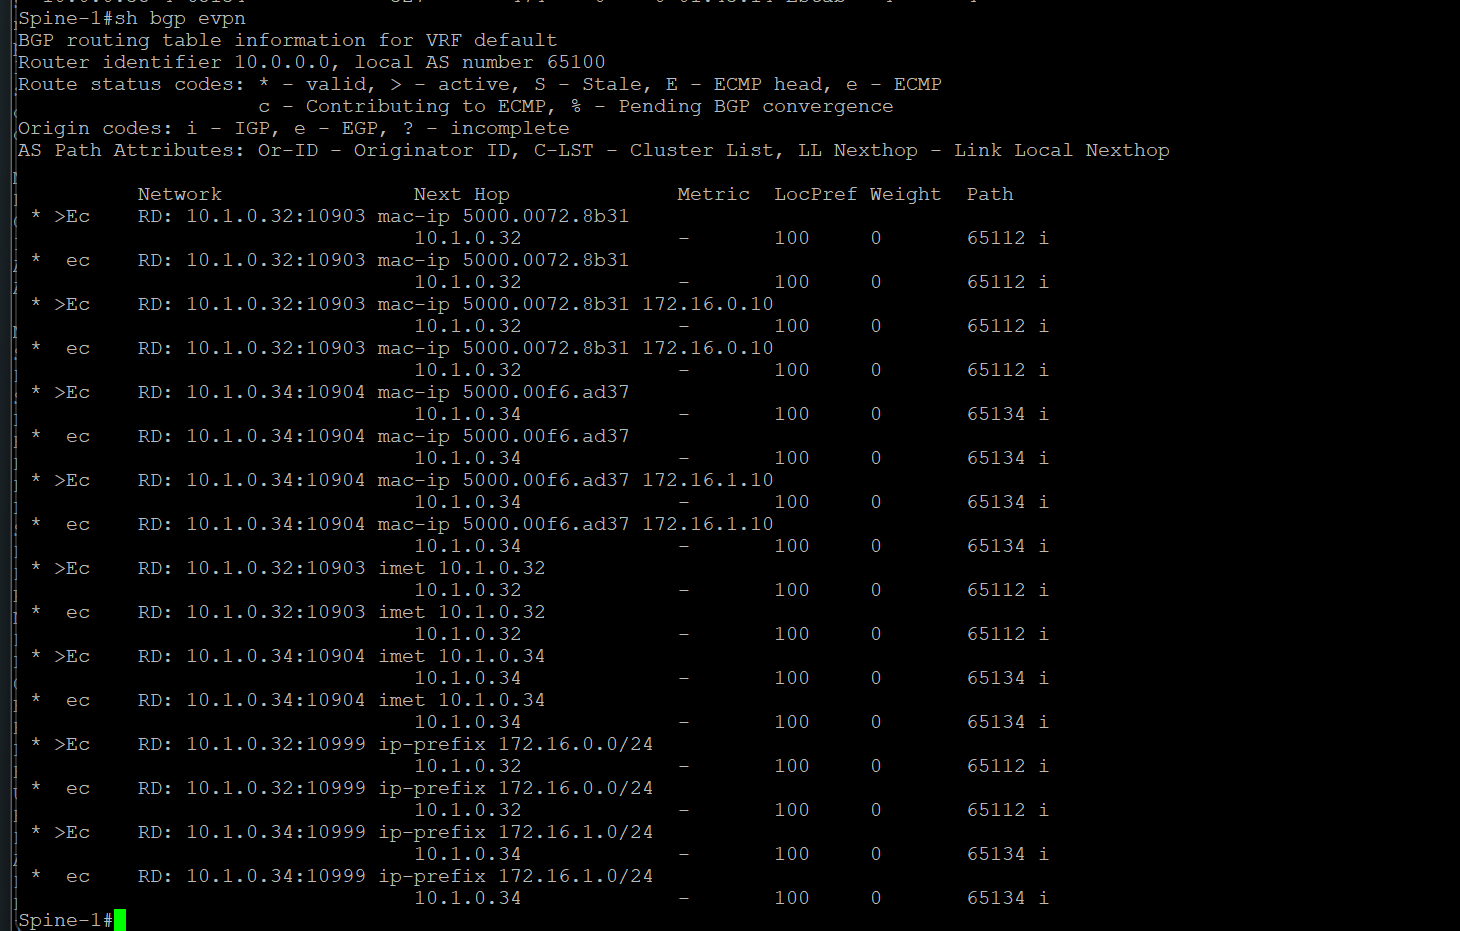 Spine-1#sh bgp evpn
BGP routing table information for VRF default
Router identifier 10.0.0.0, local AS number 65100
Route status codes: * - valid, > - active, S - Stale, E - ECMP head, e - ECMP
c - Contributing to ECMP, % - Pending BGP convergence
Origin codes: i - IGP, e - EGP, ? - incomplete
AS Path Attributes: Or-ID - Originator ID, C-LST - Cluster List, LL Nexthop - Link Local Nexthop
Network Next Hop Metric LocPref Weight Path
* >Ec RD: 10.1.0.32:10903 mac-ip 5000.0072.8b31
10.1.0.32 - 100 0 65112 i
* ec RD: 10.1.0.32:10903 mac-ip 5000.0072.8b31
10.1.0.32 - 100 0 65112 i
* >Ec RD: 10.1.0.32:10903 mac-ip 5000.0072.8b31 172.16.0.10
10.1.0.32 - 100 0 65112 i
* ec RD: 10.1.0.32:10903 mac-ip 5000.0072.8b31 172.16.0.10
10.1.0.32 - 100 0 65112 i
* >Ec RD: 10.1.0.34:10904 mac-ip 5000.00f6.ad37
10.1.0.34 - 100 0 65134 i
* ec RD: 10.1.0.34:10904 mac-ip 5000.00f6.ad37
10.1.0.34 - 100 0 65134 i
* >Ec RD: 10.1.0.34:10904 mac-ip 5000.00f6.ad37 172.16.1.10
10.1.0.34 - 100 0 65134 i
* ec RD: 10.1.0.34:10904 mac-ip 5000.00f6.ad37 172.16.1.10
10.1.0.34 - 100 0 65134 i
* >Ec RD: 10.1.0.32:10903 imet 10.1.0.32
10.1.0.32 - 100 0 65112 i
* ec RD: 10.1.0.32:10903 imet 10.1.0.32
10.1.0.32 - 100 0 65112 i
* >Ec RD: 10.1.0.34:10904 imet 10.1.0.34
10.1.0.34 - 100 0 65134 i
* ec RD: 10.1.0.34:10904 imet 10.1.0.34
10.1.0.34 - 100 0 65134 i
* >Ec RD: 10.1.0.32:10999 ip-prefix 172.16.0.0/24
10.1.0.32 - 100 0 65112 i
* ec RD: 10.1.0.32:10999 ip-prefix 172.16.0.0/24
10.1.0.32 - 100 0 65112 i
* >Ec RD: 10.1.0.34:10999 ip-prefix 172.16.1.0/24
10.1.0.34 - 100 0 65134 i
* ec RD: 10.1.0.34:10999 ip-prefix 172.16.1.0/24
10.1.0.34 - 100 0 65134 i
Spine-1#